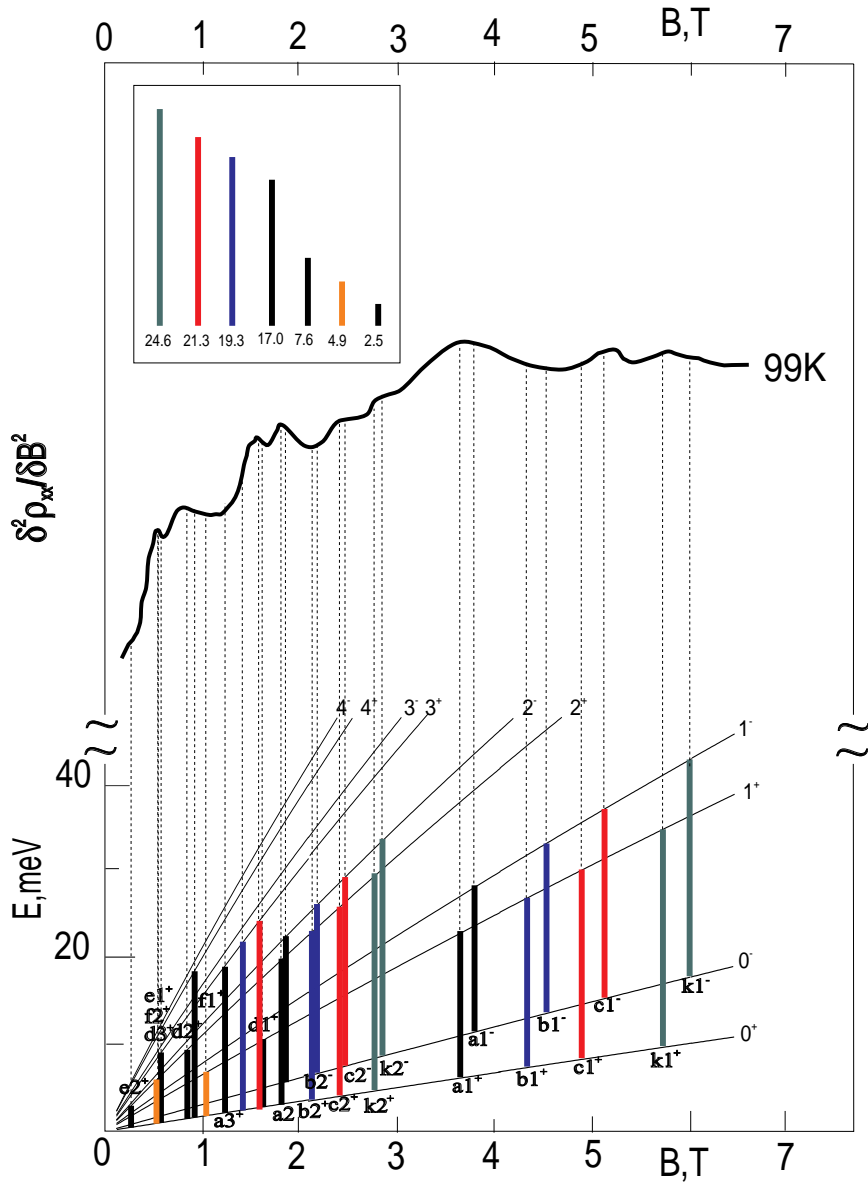 0 1 2 3 4 5 B,T 7
24.6 21.3 19.3 17.0 7.6 4.9 2.5
99K
δ²ρxx/δB²
4⁻ 4⁺ 3⁻ 3⁺ 2⁻ 2⁺
1⁻
1⁺
40
E,meV
20
0⁻
e1⁺
f2⁺ f1⁺ k1⁻
d3⁺ d2⁺ d1⁺ c1⁻
b1⁻
a1⁻
0⁺
k1⁺
c1⁺
b1⁺
k2⁻
c2⁻
b2⁻
a1⁺
e2⁺
k2⁺
c2⁺
b2⁺
a2
a3⁺
0
0 1 2 3 4 5 B,T 7